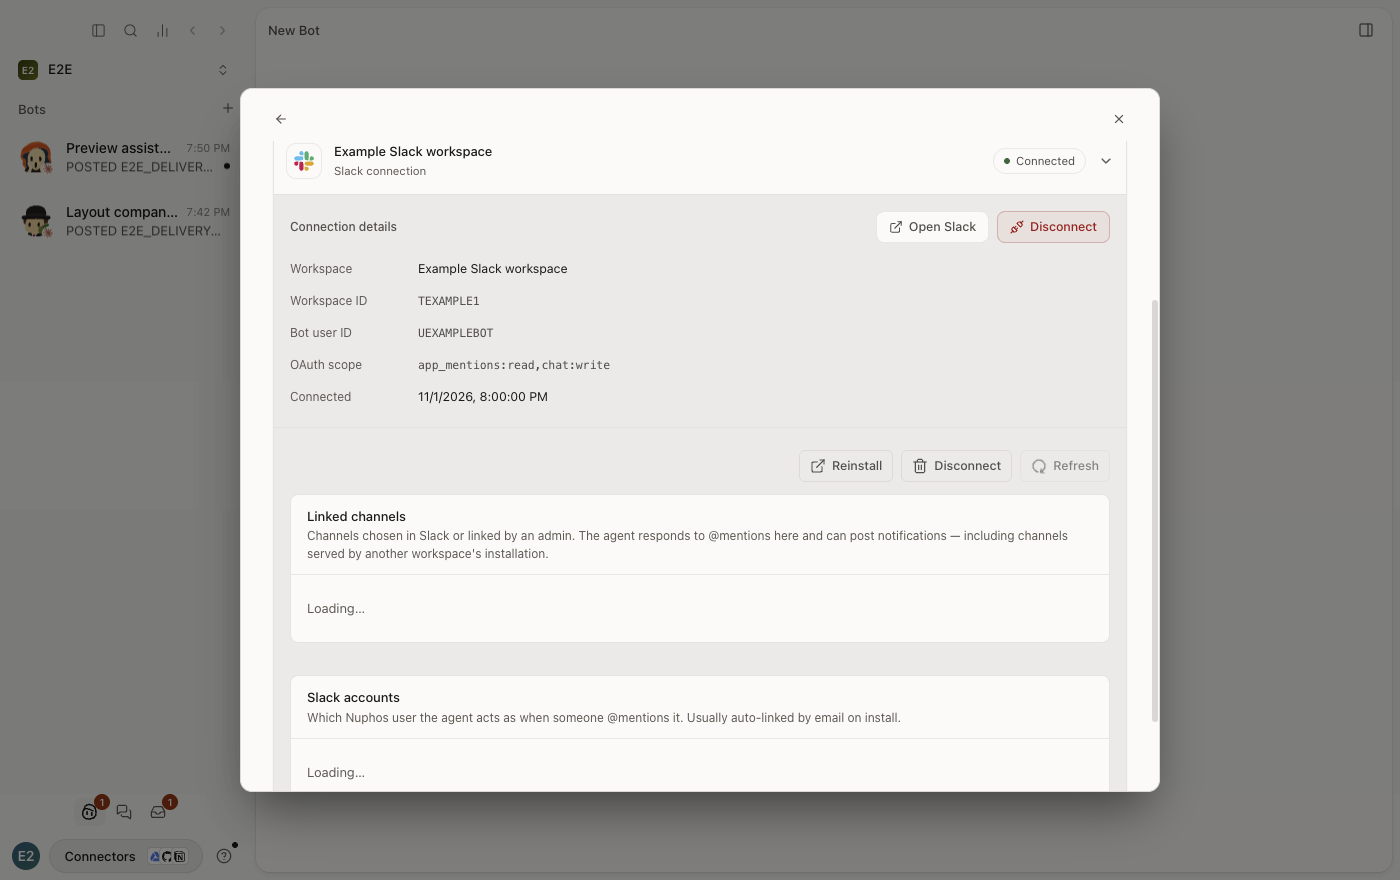 New Bot
E2 E2E
Bots
Preview assist... 7:50 PM
POSTED E2E_DELIVER...
Layout compan... 7:42 PM
POSTED E2E_DELIVERY...
1
1
E2 Connectors
Example Slack workspace
Slack connection
Connected
Connection details
Open Slack
Disconnect
Workspace Example Slack workspace
Workspace ID TEXAMPLE1
Bot user ID UEXAMPLEBOT
OAuth scope app_mentions:read,chat:write
Connected 11/1/2026, 8:00:00 PM
Reinstall
Disconnect
Refresh
Linked channels
Channels chosen in Slack or linked by an admin. The agent responds to @mentions here and can post notifications — including channels
served by another workspace's installation.
Loading...
Slack accounts
Which Nuphos user the agent acts as when someone @mentions it. Usually auto-linked by email on install.
Loading...